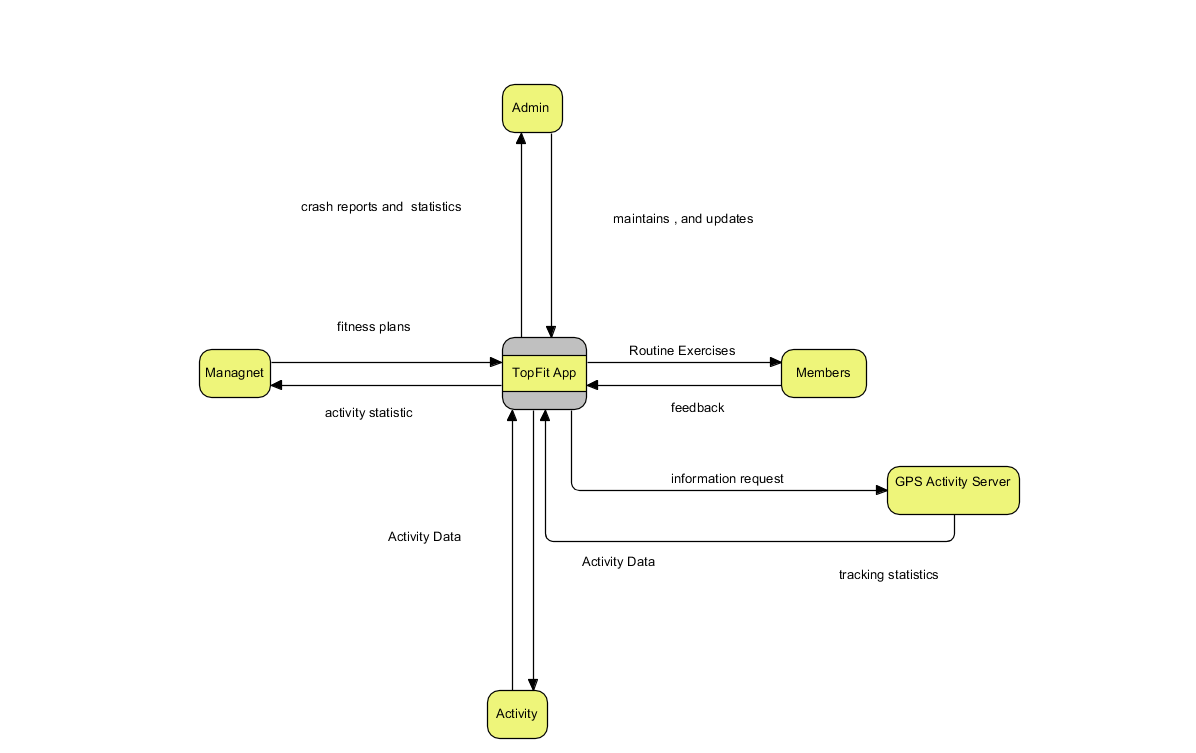 Admin
crash reports and  statistics
maintains , and updates
fitness plans
Routine Exercises
Managnet
TopFit App
Members
activity statistic
feedback
information request
GPS Activity Server
Activity Data
Activity Data
tracking statistics
Activity